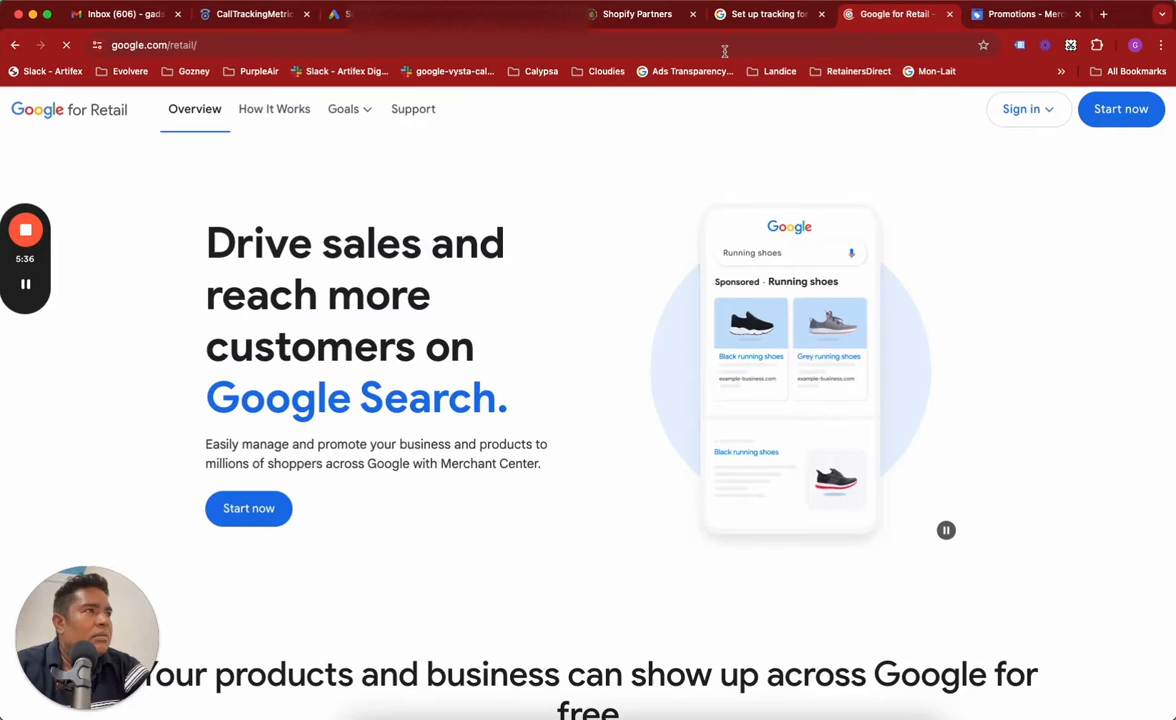 Inbox (606) - gads
CallTrackingMetric
Shopify Partners
Set up tracking for
Google for Retail -
Promotions - Merc
google.com/retail/
Slack - Artifex
Evolvere
Gozney
PurpleAir
Slack - Artifex Dig...
google-vysta-cal...
Calypsa
Cloudies
Ads Transparency...
Landice
RetainersDirect
Mon-Lait
All Bookmarks
Google for Retail
Overview
How It Works
Goals
Support
Sign in
Start now
5:36
Drive sales and
reach more
customers on
Google Search.
Easily manage and promote your business and products to
millions of shoppers across Google with Merchant Center.
Start now
Google
Running shoes
Sponsored · Running shoes
Black running shoes
Grey running shoes
example-business.com
example-business.com
Black running shoes
Your products and business can show up across Google for
free